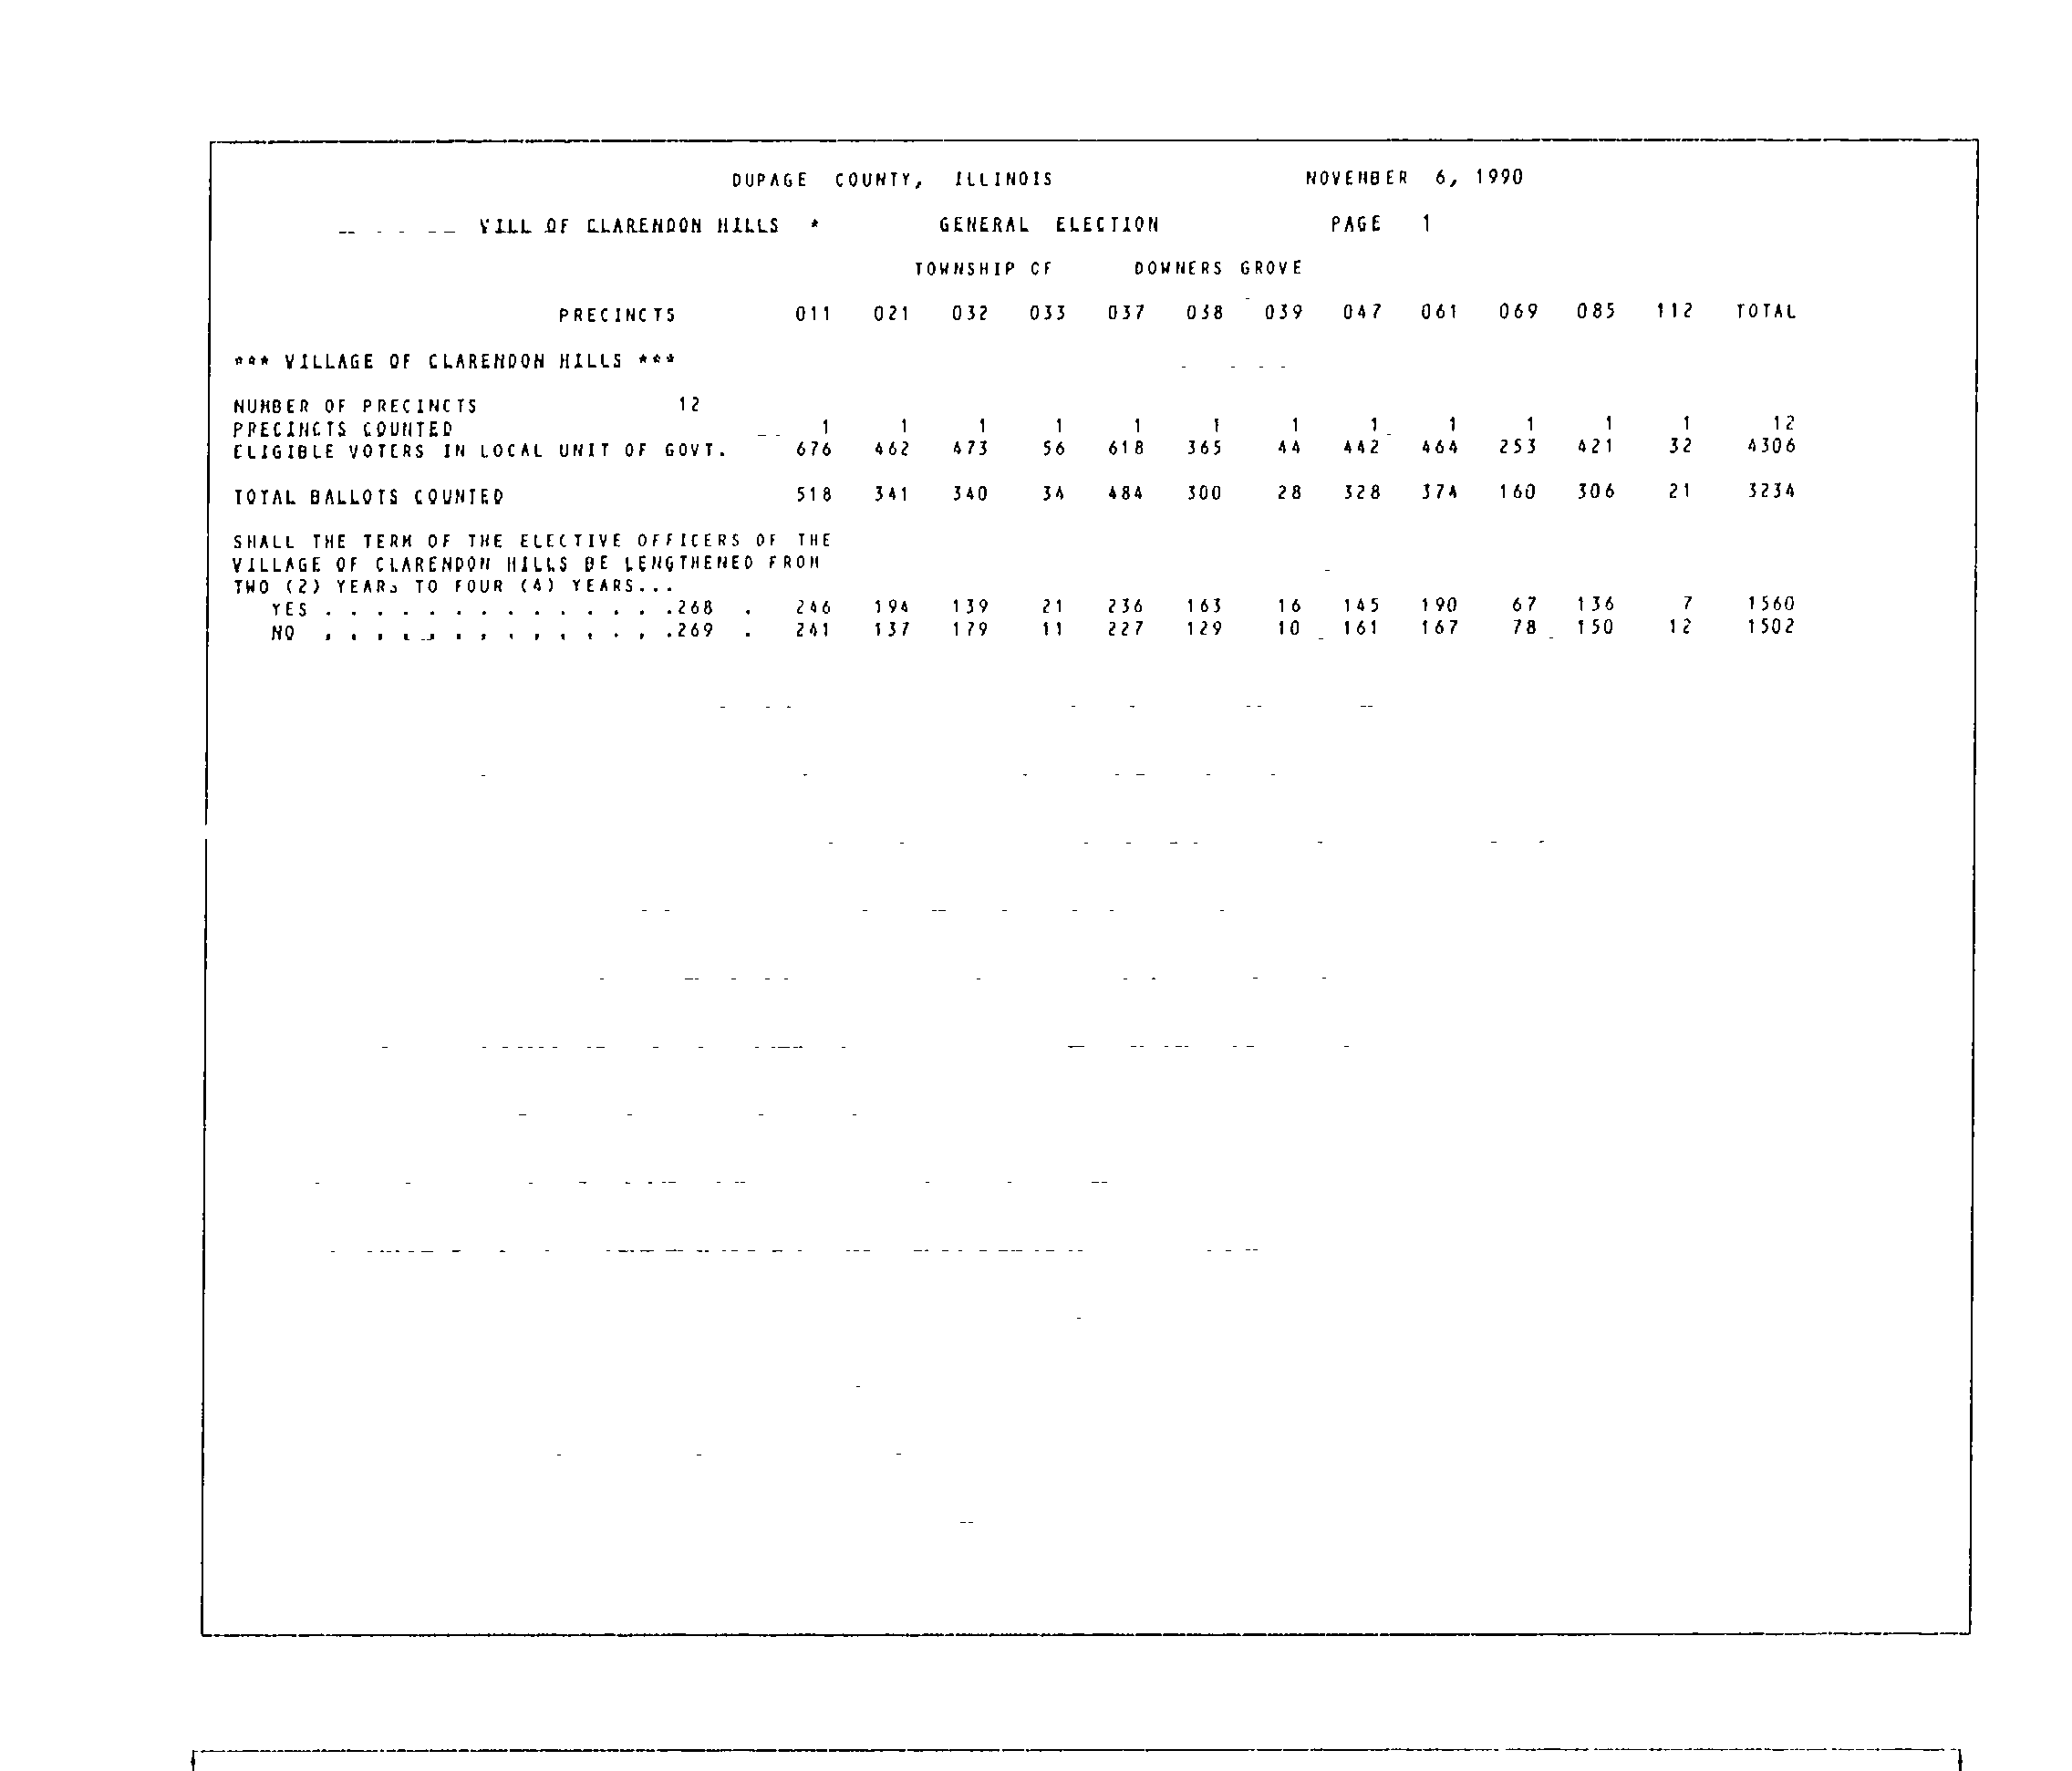 DUPAGE COUNTY, ILLINOIS NOVEMBER 6, 1990
VILL OF CLARENDON HILLS * GENERAL ELECTION PAGE 1
TOWNSHIP OF DOWNERS GROVE
PRECINCTS 011 021 032 033 037 038 039 047 061 069 085 112 TOTAL
*** VILLAGE OF CLARENDON HILLS ***
NUMBER OF PRECINCTS 12
PRECINCTS COUNTED 1 1 1 1 1 1 1 1 1 1 1 1 12
ELIGIBLE VOTERS IN LOCAL UNIT OF GOVT. 676 462 473 56 618 365 44 442 464 253 421 32 4306
TOTAL BALLOTS COUNTED 518 341 340 34 484 300 28 328 374 160 306 21 3234
SHALL THE TERM OF THE ELECTIVE OFFICERS OF THE
VILLAGE OF CLARENDON HILLS BE LENGTHENED FROM
TWO (2) YEARS TO FOUR (4) YEARS...
YES . . . . . . . . . . . . . .268 . 246 194 139 21 236 163 16 145 190 67 136 7 1560
NO . . . . . . . . . . . . . .269 . 241 137 179 11 227 129 10 161 167 78 150 12 1502